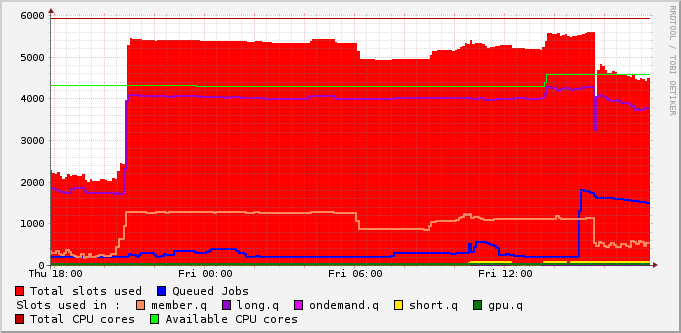 6000
5000
4000
3000
2000
1000
0
Thu 18:00 Fri 00:00 Fri 06:00 Fri 12:00
RRDTOOL / TOBI OETIKER
Total slots used Queued Jobs
Slots used in : member.q long.q ondemand.q short.q gpu.q
Total CPU cores Available CPU cores